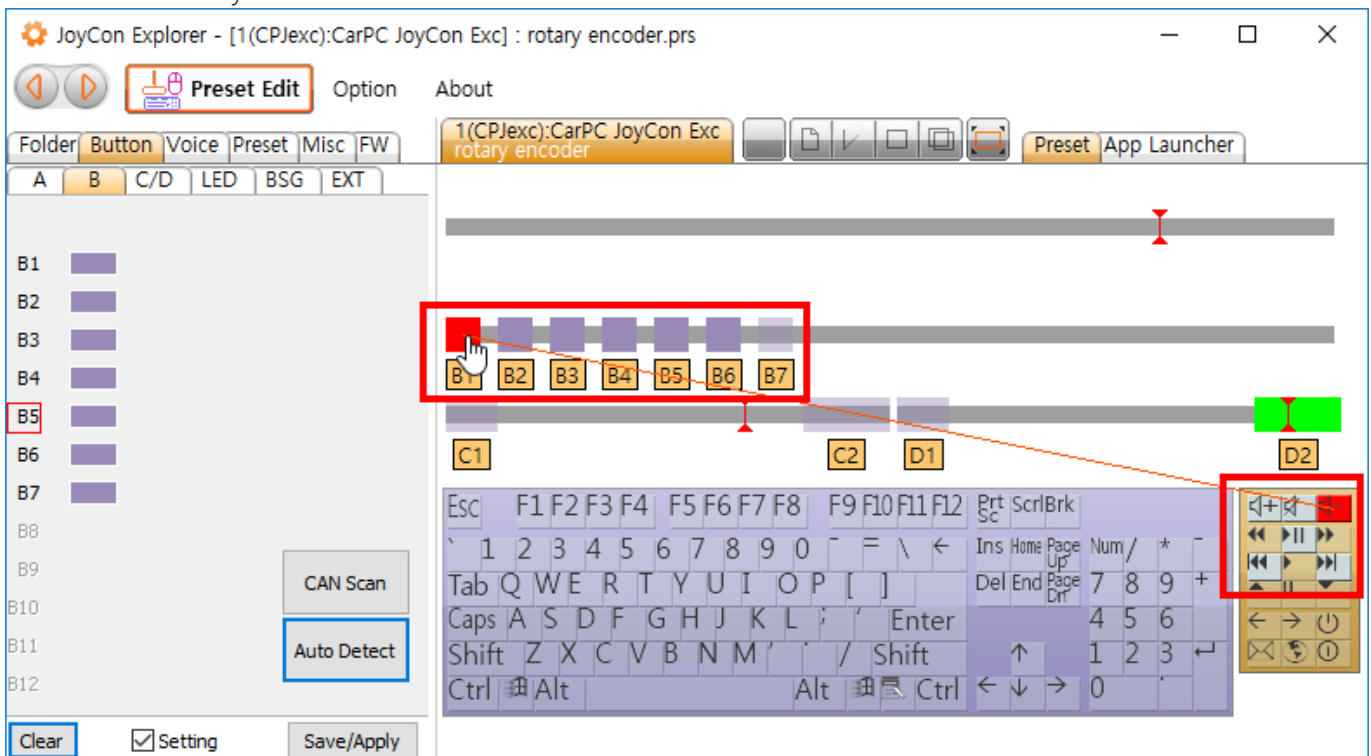 JoyCon Explorer - [1(CPJexc):CarPC JoyCon Exc] : rotary encoder.prs
Preset Edit Option About
Folder Button Voice Preset Misc FW
1(CPJexc):CarPC JoyCon Exc
rotary encoder
Preset App Launcher
A B C/D LED BSG EXT
B1
B2
B3
B4
B5
B6
B7
B8
B9
B10
B11
B12
CAN Scan
Auto Detect
Clear Setting Save/Apply
B1 B2 B3 B4 B5 B6 B7
C1 C2 D1 D2
Esc F1 F2 F3 F4 F5 F6 F7 F8 F9 F10 F11 F12 Prt Sc Scrl Brk
` 1 2 3 4 5 6 7 8 9 0 - = \ ← Ins Home Page Up Num / * -
Tab Q W E R T Y U I O P [ ] Del End Page Dn 7 8 9 +
Caps A S D F G H J K L ; ' Enter 4 5 6
Shift Z X C V B N M / Shift ↑ 1 2 3 ↵
Ctrl Alt Alt Ctrl ← ↓ → 0 .